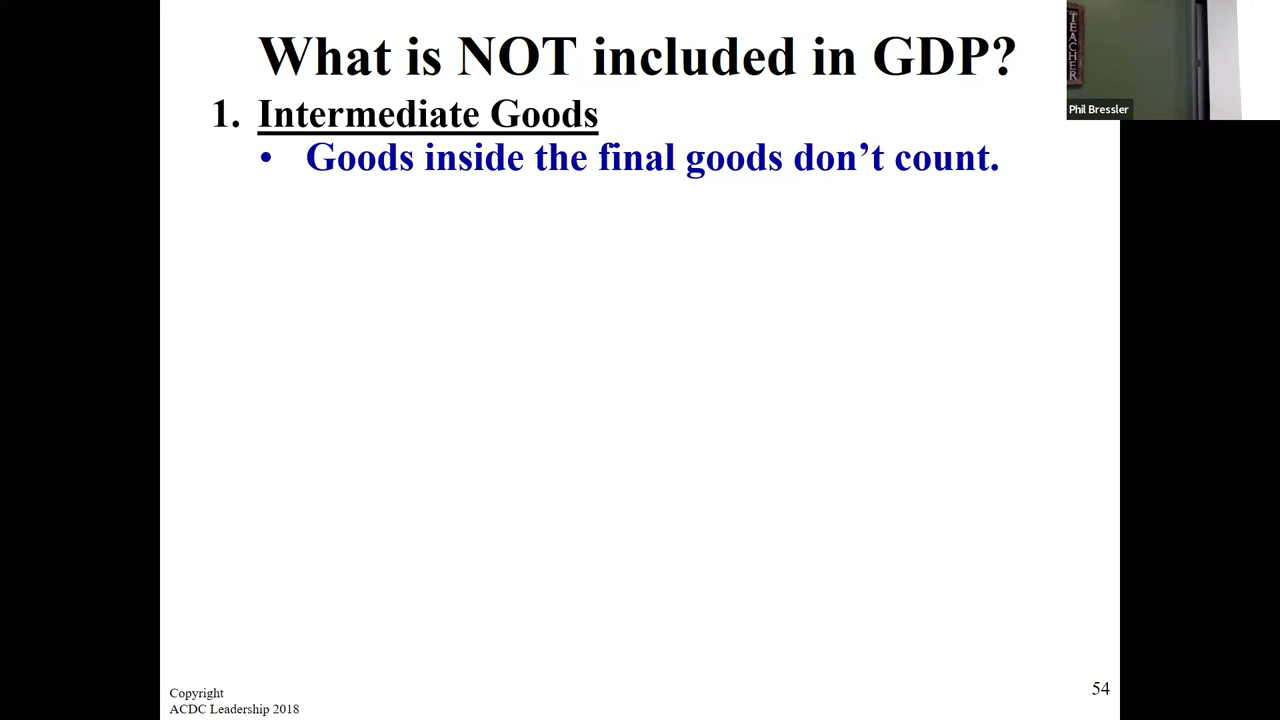 What is NOT included in GDP?
1. Intermediate Goods
• Goods inside the final goods don’t count.
TEACHER
Phil Bressler
Copyright
ACDC Leadership 2018
54